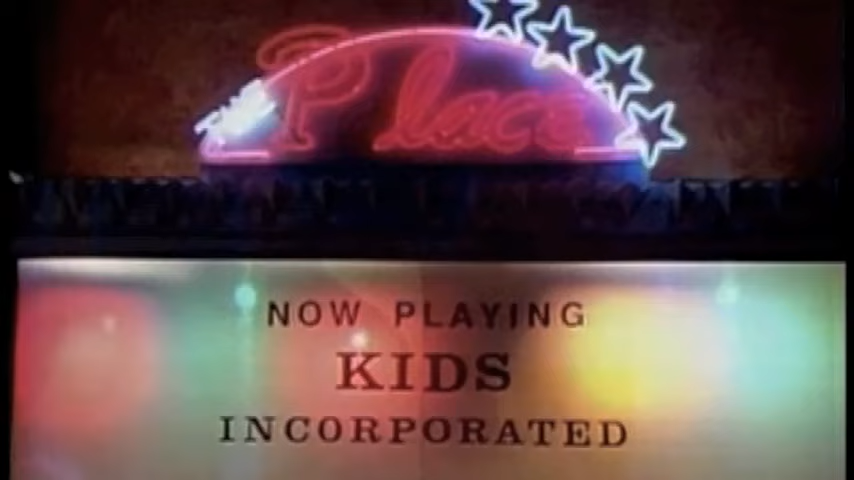 THE
Place
NOW PLAYING
KIDS
INCORPORATED